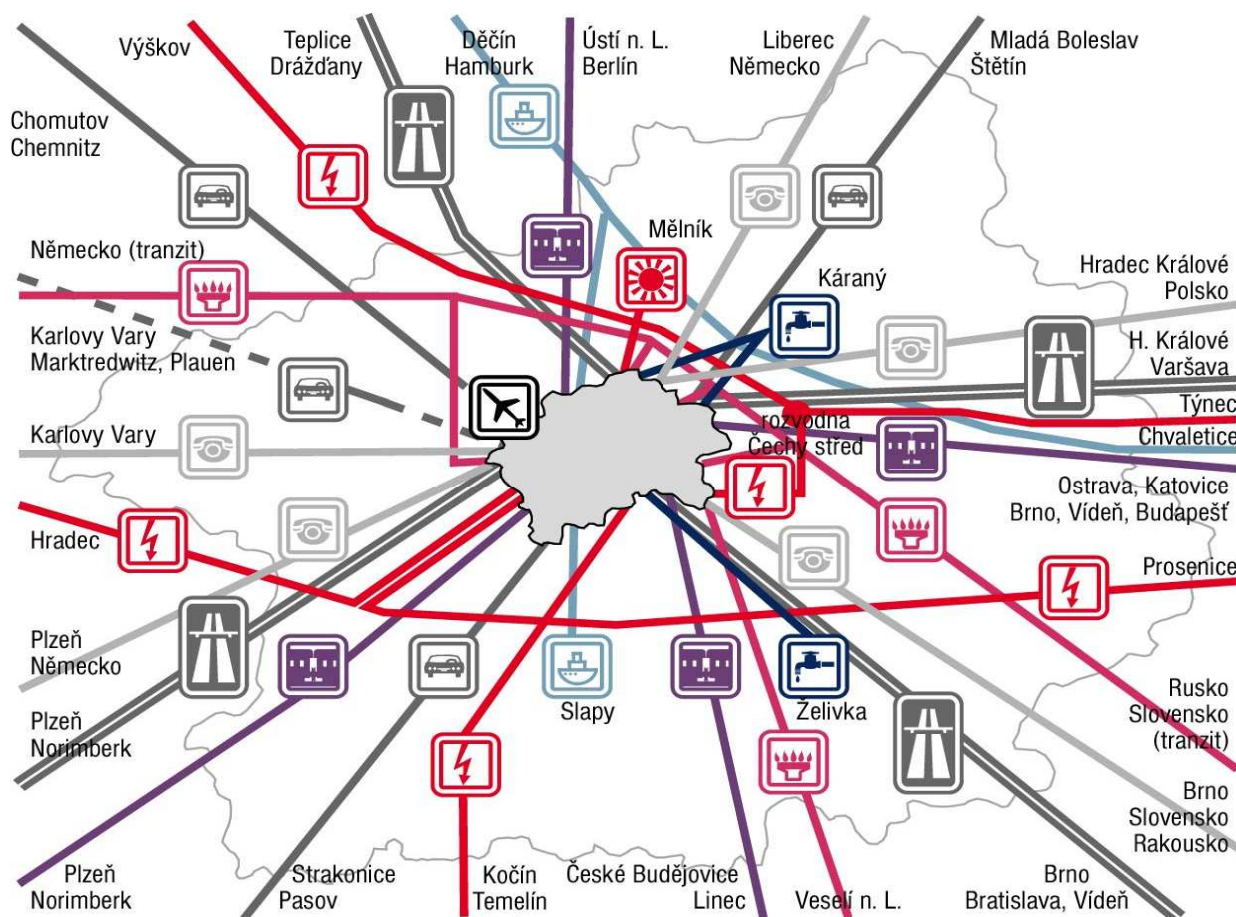 Výškov
Teplice
Drážďany
Děčín
Hamburk
Ústí n. L.
Berlín
Liberec
Německo
Mladá Boleslav
Štětín
Chomutov
Chemnitz
Německo (tranzit)
Mělník
Káraný
Hradec Králové
Polsko
Karlovy Vary
Marktredwitz, Plauen
H. Králové
Varšava
Týnec
Karlovy Vary
rozvodna
Čechy střed
Chvaletice
Ostrava, Katovice
Brno, Vídeň, Budapešť
Hradec
Prosenice
Plzeň
Německo
Slapy
Želivka
Rusko
Slovensko
(tranzit)
Plzeň
Norimberk
Brno
Slovensko
Rakousko
Plzeň
Norimberk
Strakonice
Pasov
Kočín
Temelín
České Budějovice
Linec
Veselí n. L.
Brno
Bratislava, Vídeň